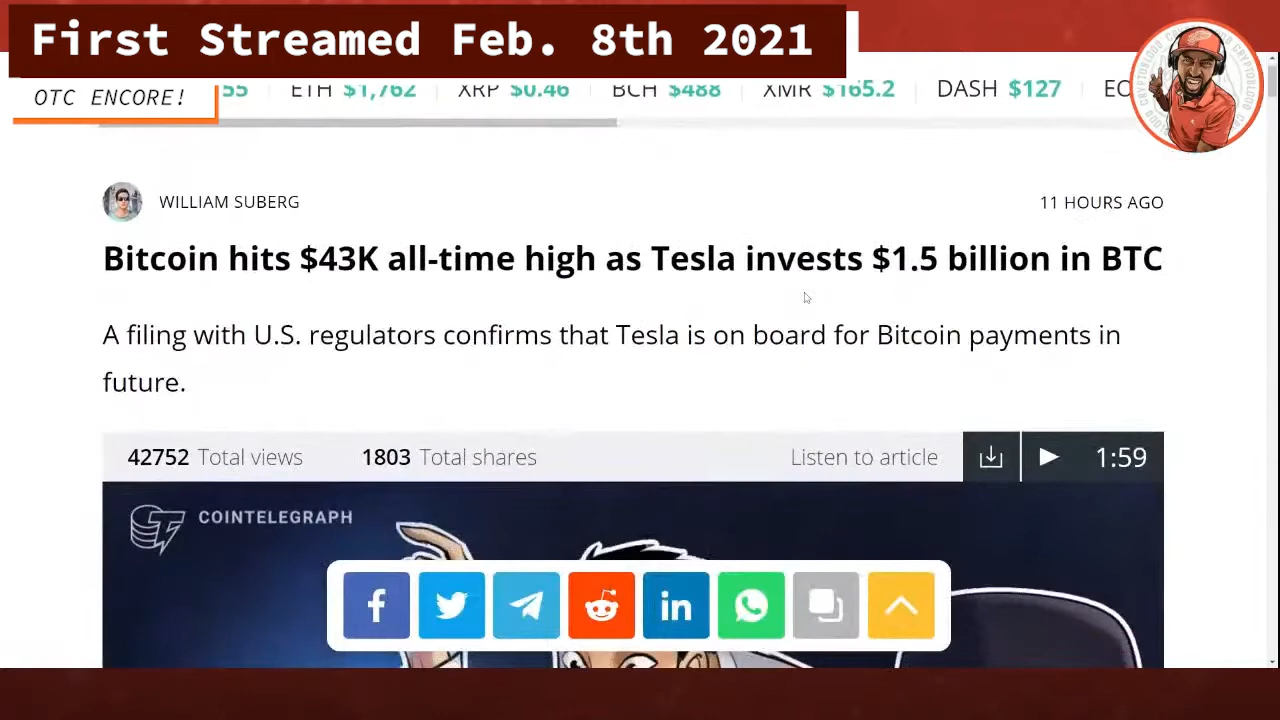 First Streamed Feb. 8th 2021
OTC ENCORE!
55 ETH $1,762 XRP $0.46 BCH $488 XMR $165.2 DASH $127 EO
WILLIAM SUBERG
11 HOURS AGO
Bitcoin hits $43K all-time high as Tesla invests $1.5 billion in BTC
A filing with U.S. regulators confirms that Tesla is on board for Bitcoin payments in
future.
42752 Total views 1803 Total shares Listen to article 1:59
COINTELEGRAPH